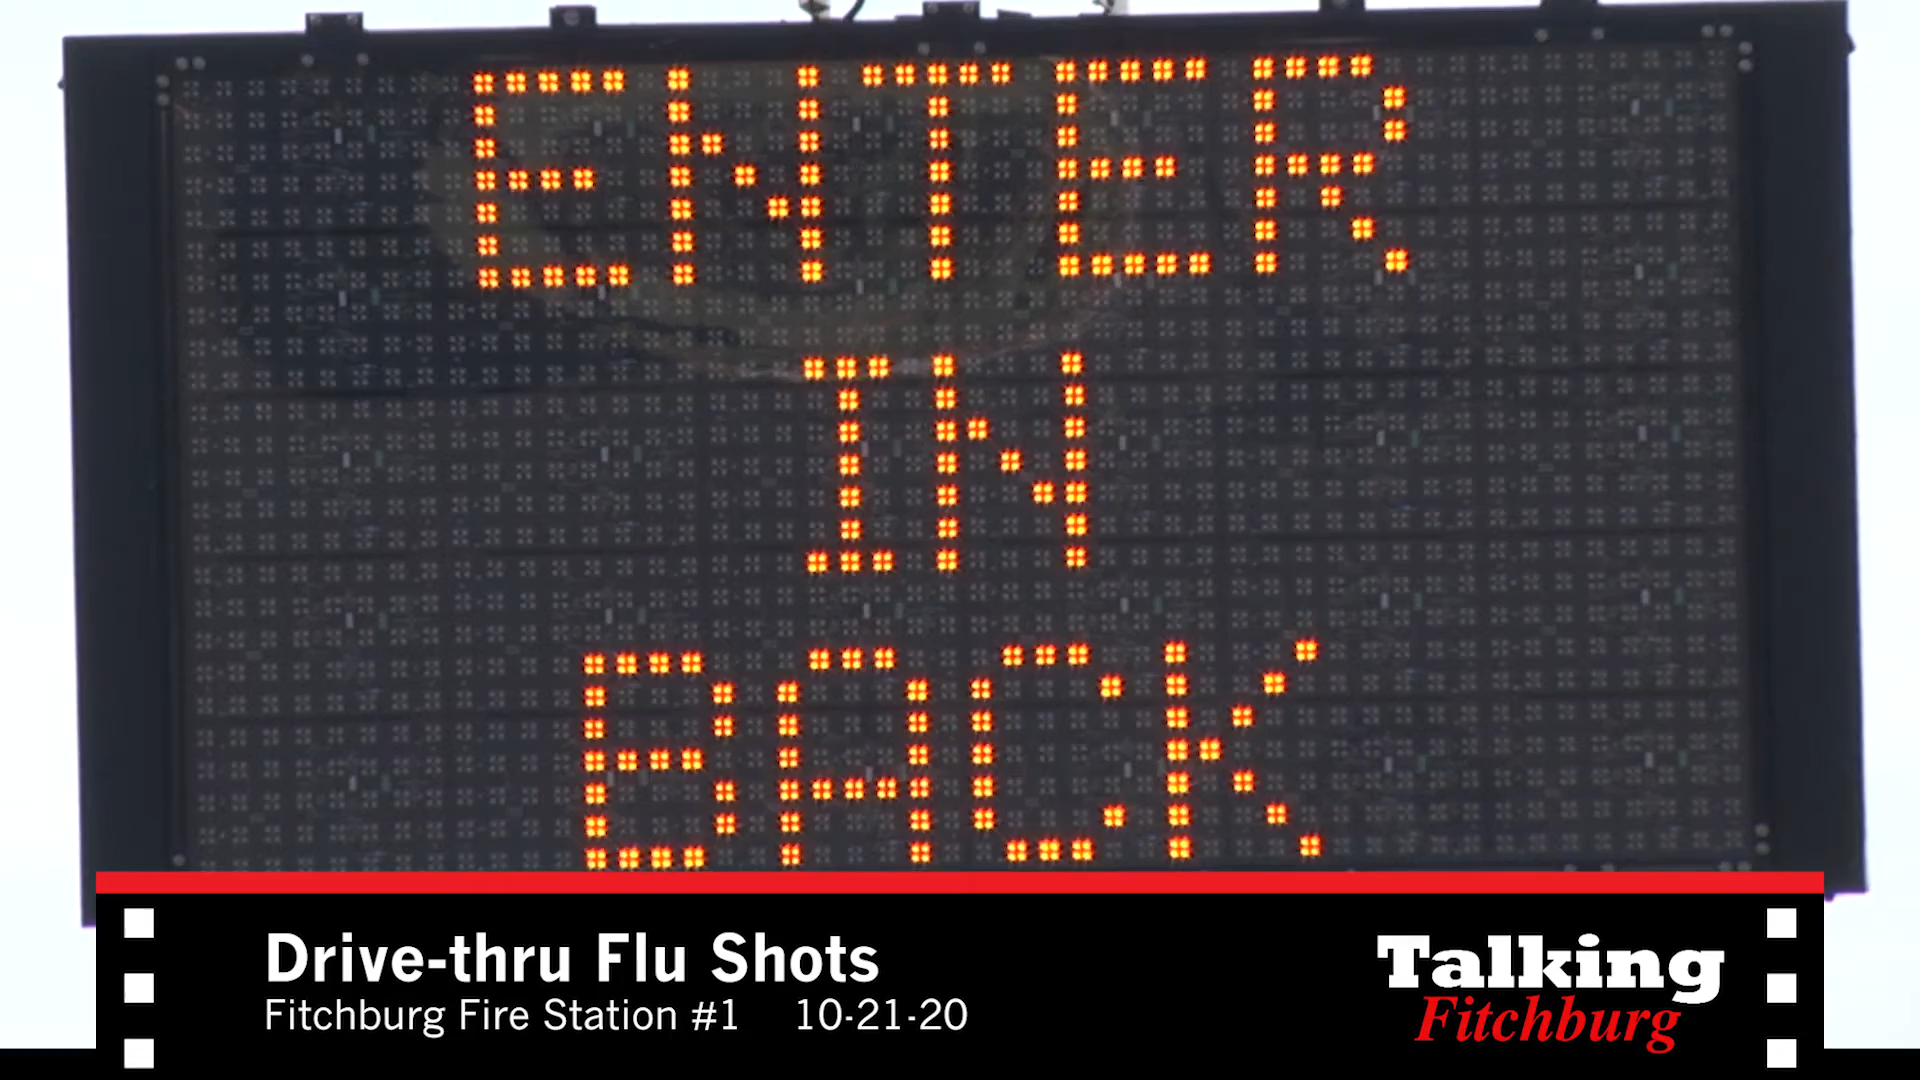 ENTER
IN
BACK
Drive-thru Flu Shots
Fitchburg Fire Station #1 10-21-20
Talking
Fitchburg